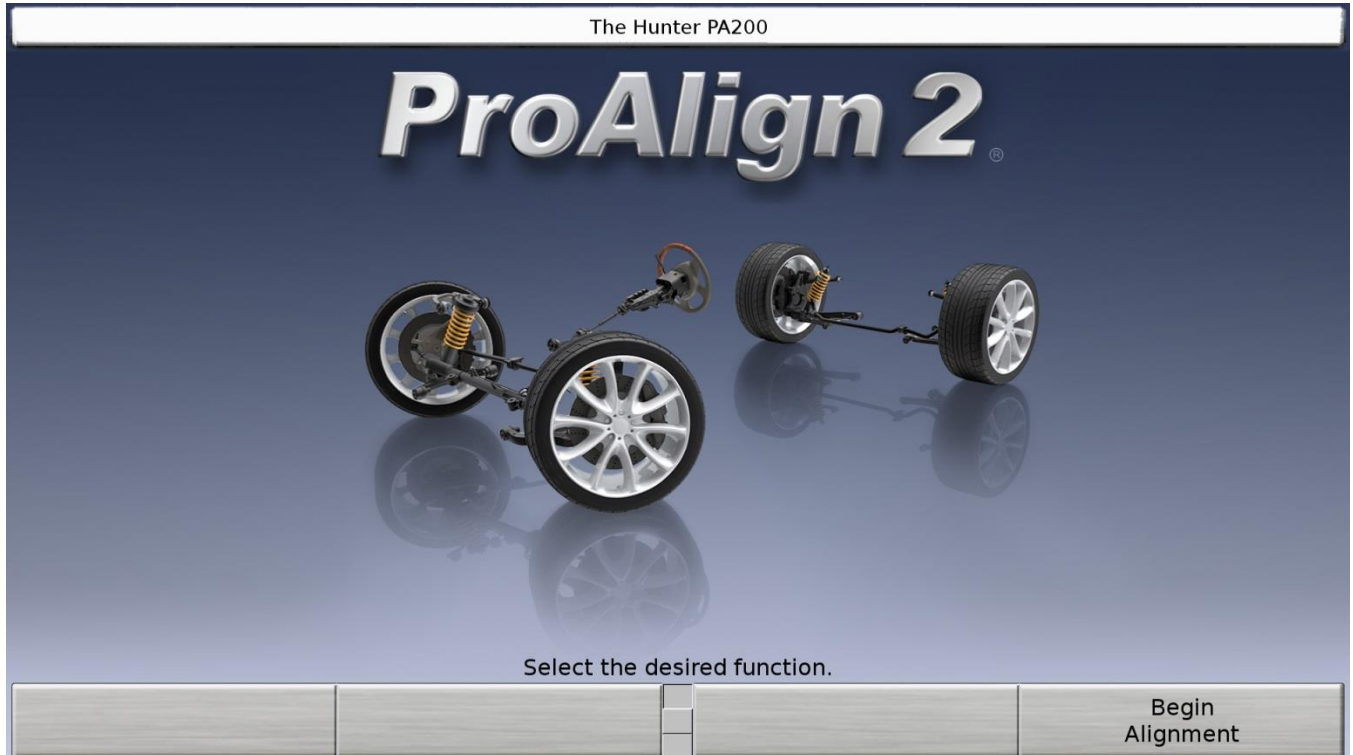 The Hunter PA200
ProAlign 2®
Select the desired function.
Begin
Alignment